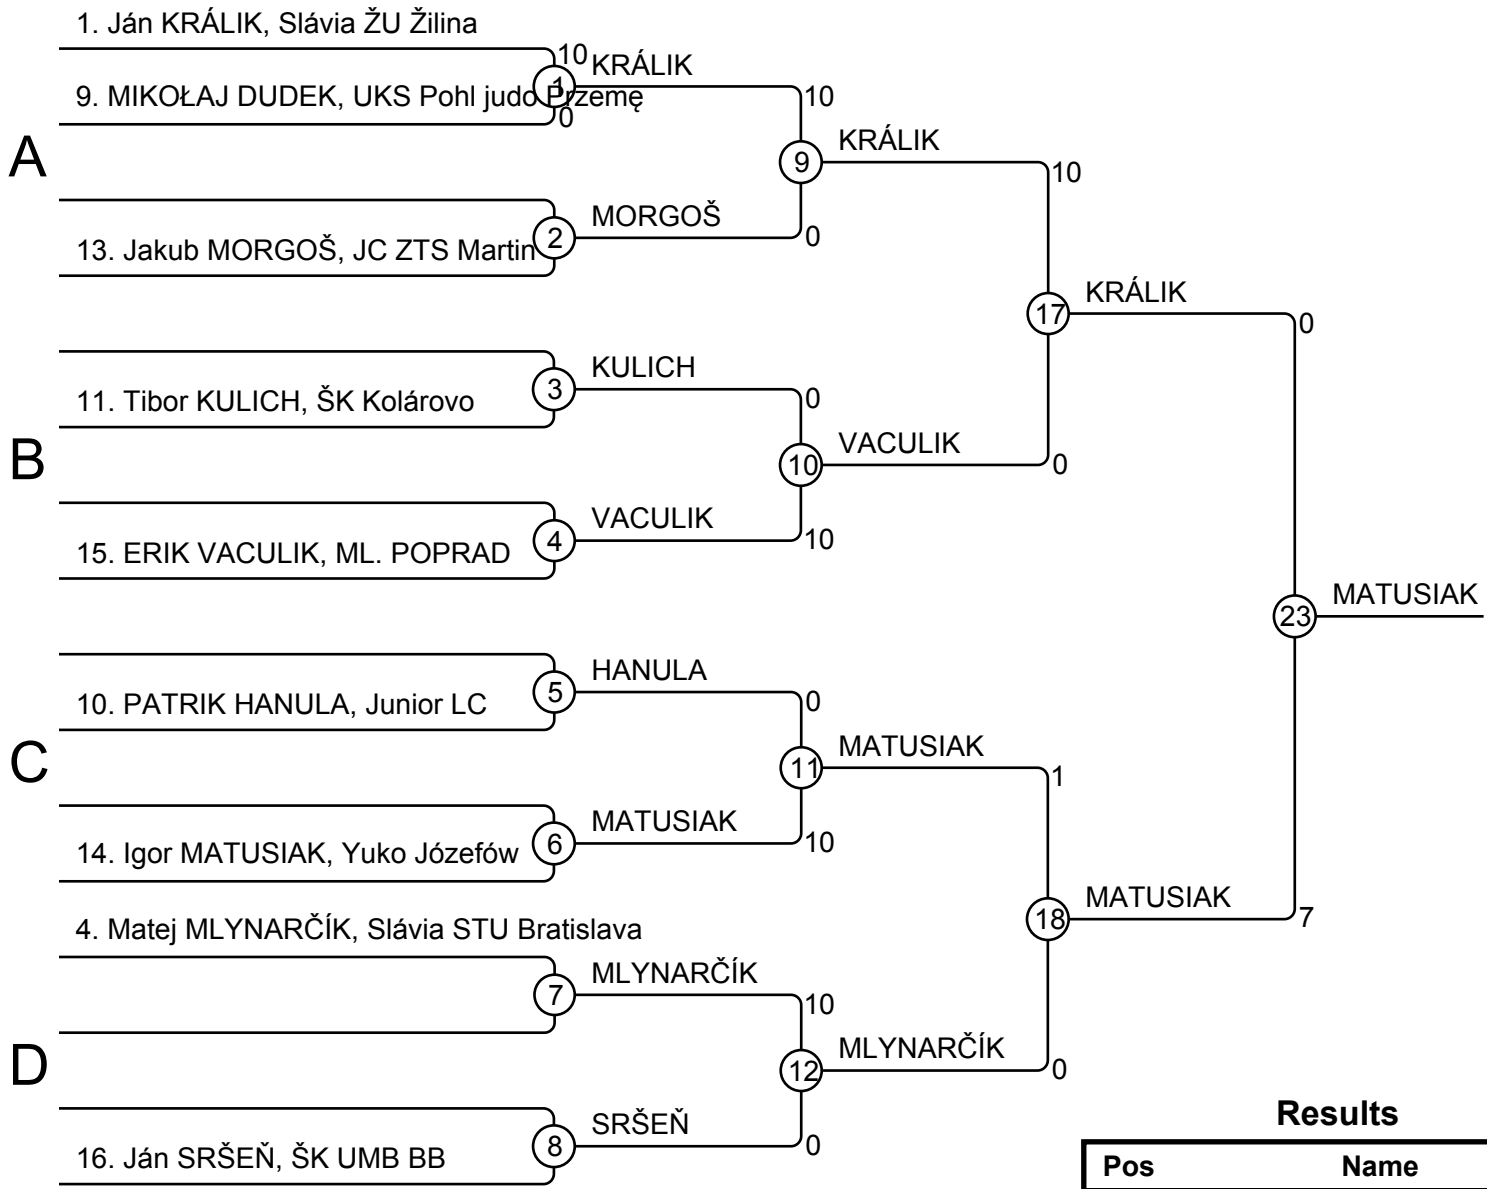 1. Ján KRÁLIK, Slávia ŽU Žilina
10
KRÁLIK
1
9. MIKOŁAJ DUDEK, UKS Pohl judo Przemę
0
10
A
KRÁLIK
9
10
MORGOŠ
2
0
13. Jakub MORGOŠ, JC ZTS Martin
KRÁLIK
17
0
KULICH
3
0
11. Tibor KULICH, ŠK Kolárovo
B
VACULIK
10
0
VACULIK
4
10
15. ERIK VACULIK, ML. POPRAD
MATUSIAK
23
HANULA
5
0
10. PATRIK HANULA, Junior LC
C
MATUSIAK
11
1
MATUSIAK
6
10
14. Igor MATUSIAK, Yuko Józefów
MATUSIAK
18
7
4. Matej MLYNARČÍK, Slávia STU Bratislava
MLYNARČÍK
7
10
D
MLYNARČÍK
12
0
SRŠEŇ
8
0
16. Ján SRŠEŇ, ŠK UMB BB
Results
Pos Name